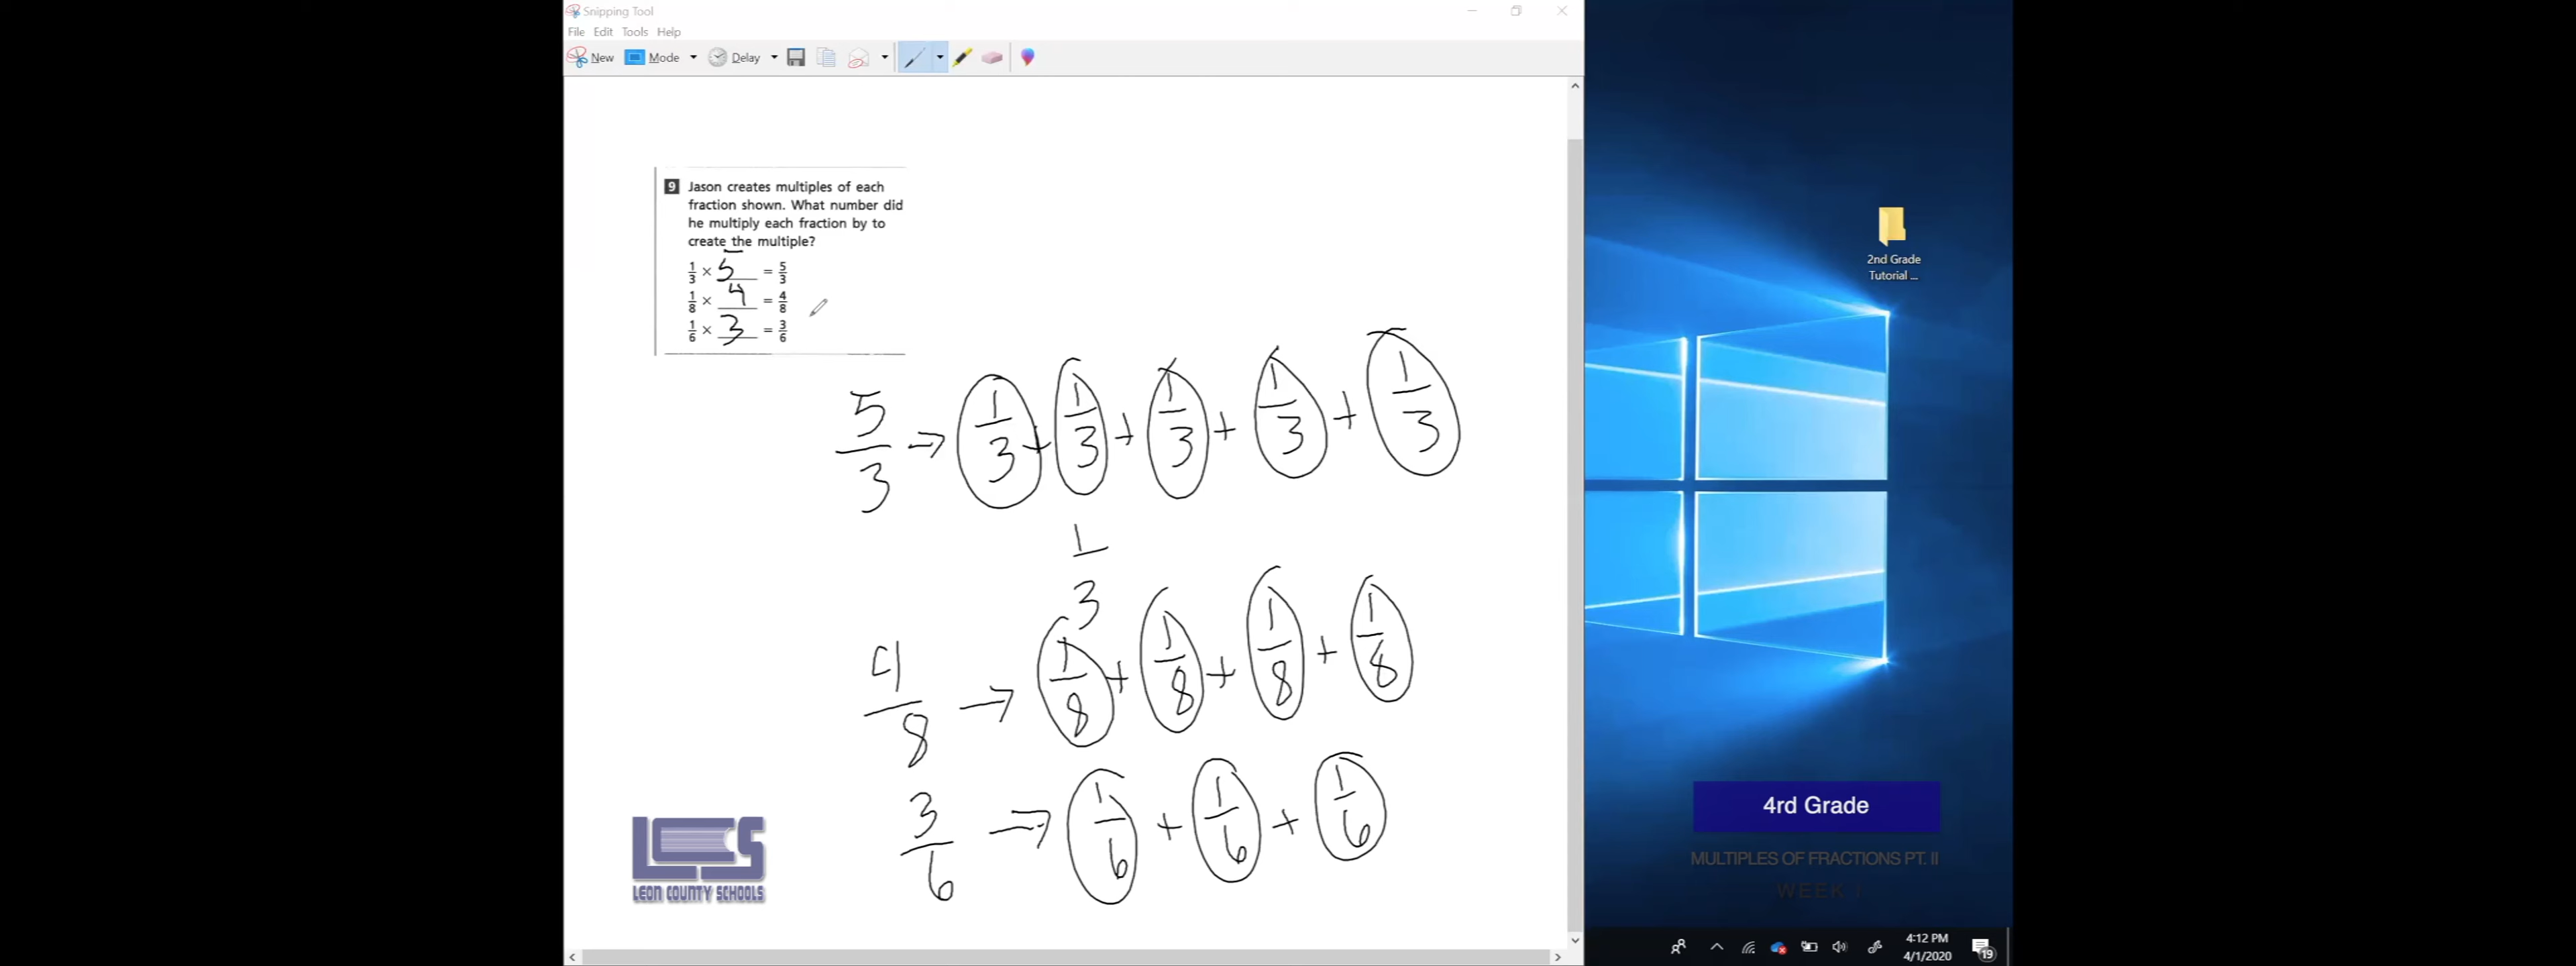 Snipping Tool
File Edit Tools Help
New Mode Delay
9 Jason creates multiples of each
fraction shown. What number did
he multiply each fraction by to
create the multiple?
1/3 × 5 = 5/3
1/8 × 4 = 4/8
1/6 × 3 = 3/6
5/3 → 1/3 + 1/3 + 1/3 + 1/3 + 1/3
1/3
4/8 → 1/8 + 1/8 + 1/8 + 1/8
3/6 → 1/6 + 1/6 + 1/6
LCS
LEON COUNTY SCHOOLS
2nd Grade
Tutorial ...
4rd Grade
MULTIPLES OF FRACTIONS PT. II
WEEK
4:12 PM
4/1/2020
19